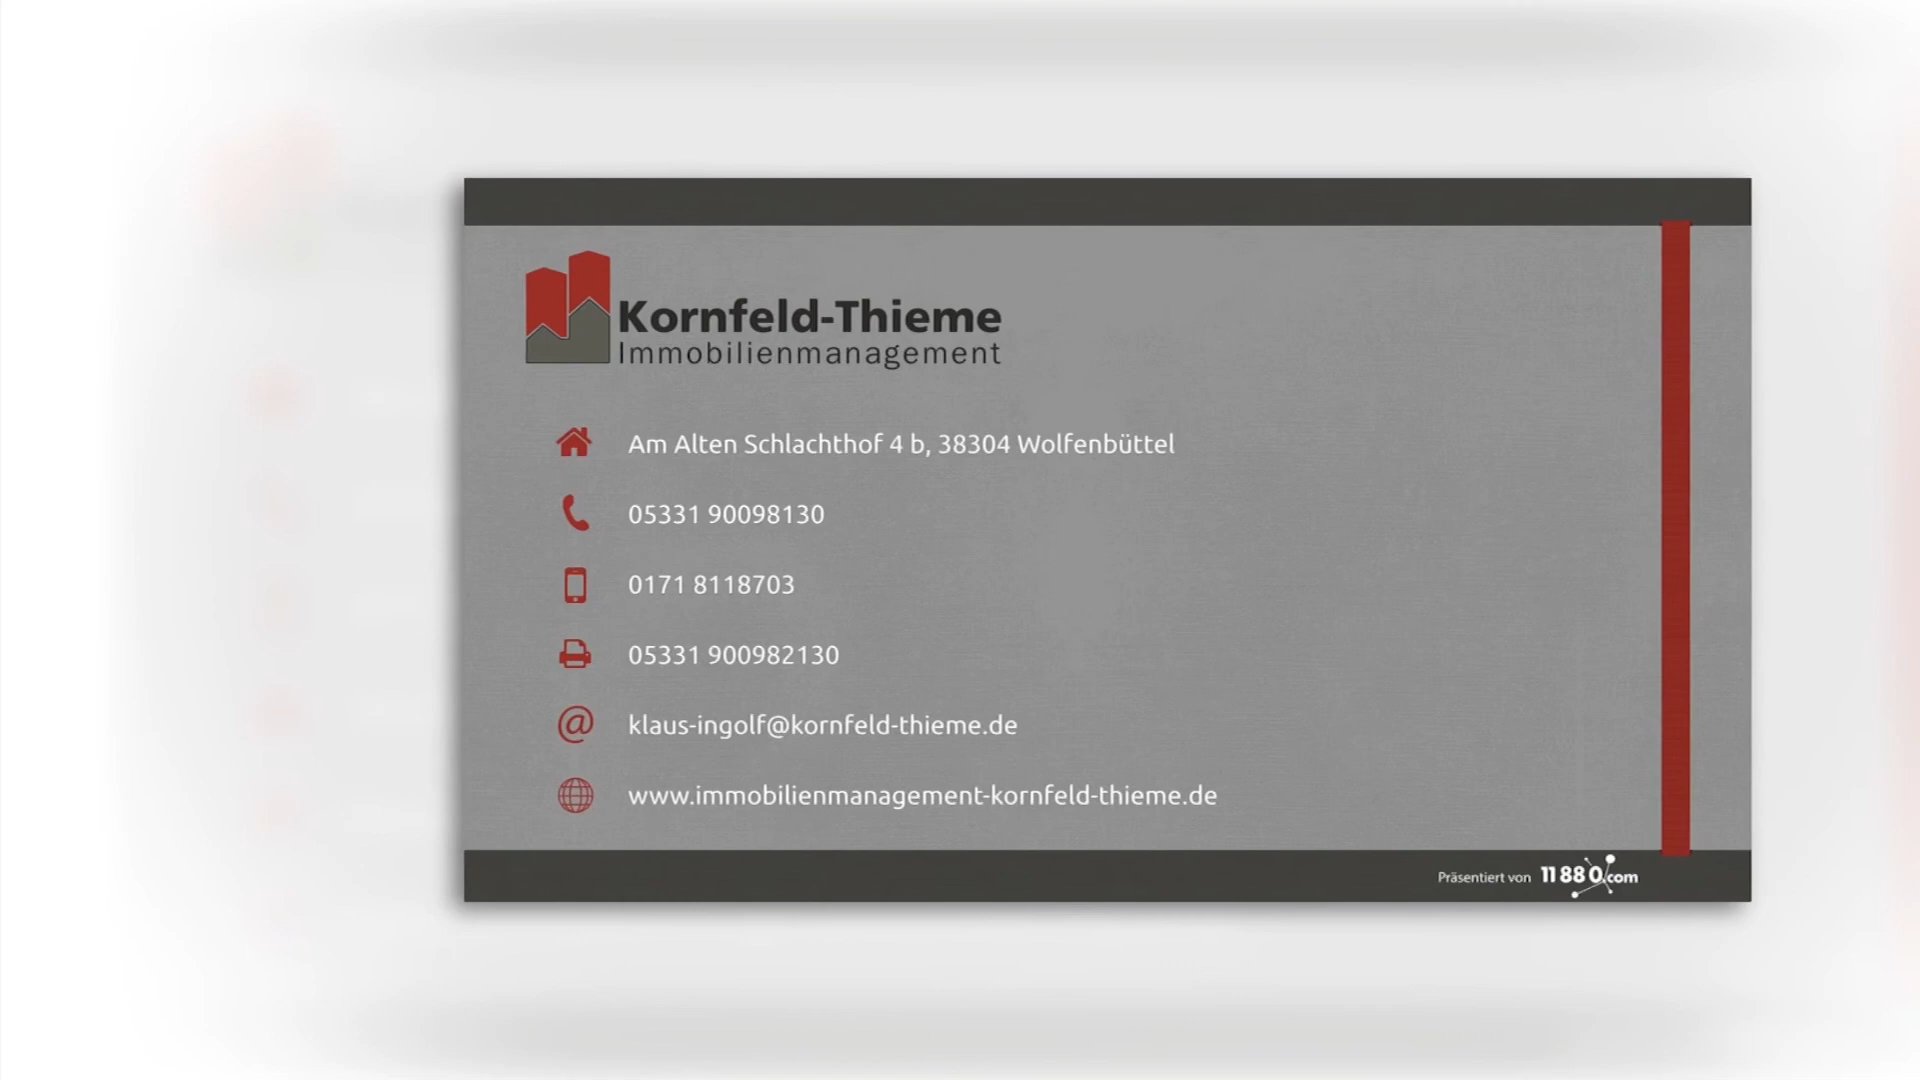 Kornfeld-Thieme
Immobilienmanagement
Am Alten Schlachthof 4 b, 38304 Wolfenbüttel
05331 90098130
0171 8118703
05331 900982130
klaus-ingolf@kornfeld-thieme.de
www.immobilienmanagement-kornfeld-thieme.de
Präsentiert von 11880.com